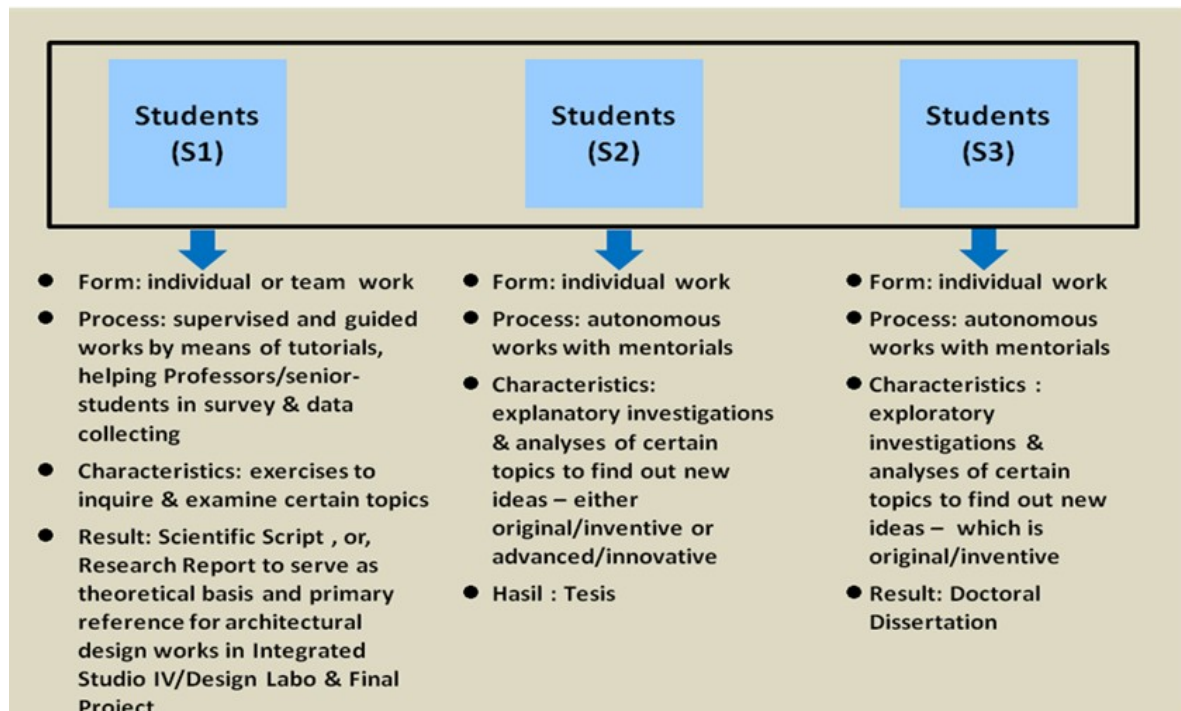 Students
(S1)
Students
(S2)
Students
(S3)
● Form: individual or team work
● Process: supervised and guided
works by means of tutorials,
helping Professors/senior-
students in survey & data
collecting
● Characteristics: exercises to
inquire & examine certain topics
● Result: Scientific Script , or,
Research Report to serve as
theoretical basis and primary
reference for architectural
design works in Integrated
Studio IV/Design Labo & Final
Project
● Form: individual work
● Process: autonomous
works with mentorials
● Characteristics:
explanatory investigations
& analyses of certain
topics to find out new
ideas – either
original/inventive or
advanced/innovative
● Hasil : Tesis
● Form: individual work
● Process: autonomous
works with mentorials
● Characteristics :
exploratory
investigations &
analyses of certain
topics to find out new
ideas – which is
original/inventive
● Result: Doctoral
Dissertation